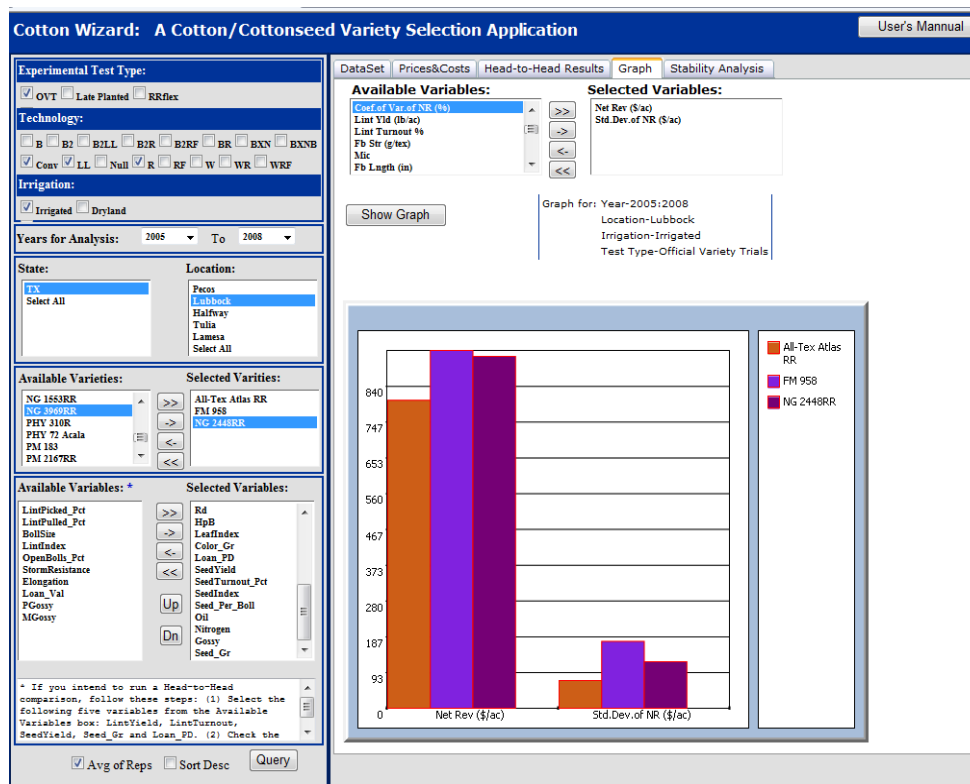 Cotton Wizard: A Cotton/Cottonseed Variety Selection Application
User's Mannual
Experimental Test Type:
OVT Late Planted RRflex
Technology:
B B2 B2LL B2R B2RF BR BXN BXNB
Conv LL Null R RF W WR WRF
Irrigation:
Irrigated Dryland
Years for Analysis: 2005 To 2008
State: Location:
TX
Select All
Pecos
Lubbock
Halfway
Tulia
Lamesa
Select All
Available Varieties: Selected Varities:
NG 1553RR
NG 3969RR
PHY 310R
PHY 72 Acala
PM 183
PM 2167RR
>>
->
<-
<<
All-Tex Atlas RR
FM 958
NG 2448RR
Available Variables: * Selected Variables:
LintPicked_Pct
LintPulled_Pct
BollSize
LintIndex
OpenBolls_Pct
StormResistance
Elongation
Loan_Val
PGossy
MGossy
>>
->
<-
<<
Up
Dn
Rd
HpB
LeafIndex
Color_Gr
Loan_PD
SeedYield
SeedTurnout_Pct
SeedIndex
Seed_Per_Boll
Oil
Nitrogen
Gossy
Seed_Gr
* If you intend to run a Head-to-Head
comparison, follow these steps: (1) Select the
following five variables from the Available
Variables box: LintYield, LintTurnout,
SeedYield, Seed_Gr and Loan_PD. (2) Check the
Avg of Reps Sort Desc Query
DataSet Prices&Costs Head-to-Head Results Graph Stability Analysis
Available Variables: Selected Variables:
Coef.of Var.of NR (%)
Lint Yld (lb/ac)
Lint Turnout %
Fb Str (g/tex)
Mic
Fb Lngth (in)
>>
->
<-
<<
Net Rev ($/ac)
Std.Dev.of NR ($/ac)
Show Graph
Graph for: Year-2005:2008
Location-Lubbock
Irrigation-Irrigated
Test Type-Official Variety Trials
840
747
653
560
467
373
280
187
93
0
Net Rev ($/ac) Std.Dev.of NR ($/ac)
All-Tex Atlas
RR
FM 958
NG 2448RR